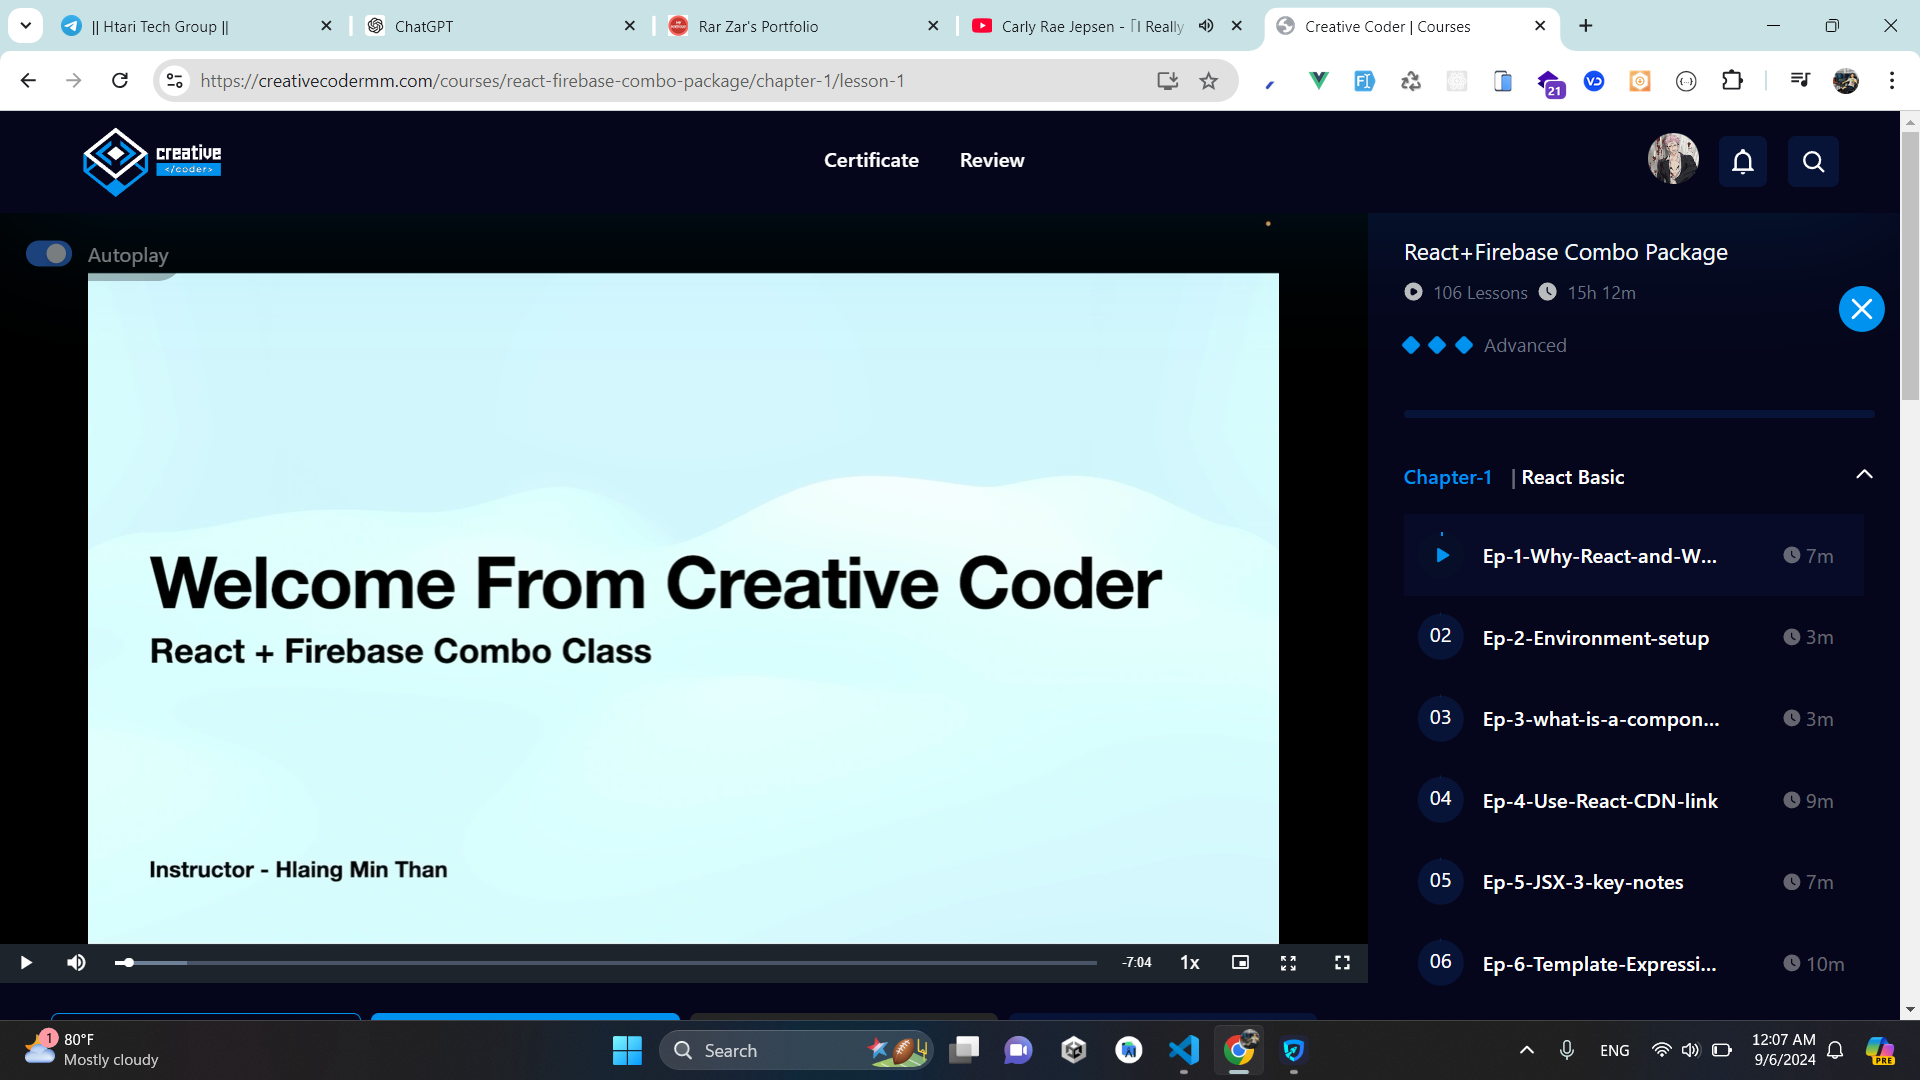 || Htari Tech Group ||
ChatGPT
Rar Zar's Portfolio
Carly Rae Jepsen - 「I Really
Creative Coder | Courses
https://creativecodermm.com/courses/react-firebase-combo-package/chapter-1/lesson-1
21
creative
</coder>
Certificate
Review
Autoplay
Welcome From Creative Coder
React + Firebase Combo Class
Instructor - Hlaing Min Than
-7:04
1x
React+Firebase Combo Package
106 Lessons
15h 12m
Advanced
Chapter-1 | React Basic
Ep-1-Why-React-and-W...
7m
02
Ep-2-Environment-setup
3m
03
Ep-3-what-is-a-compon...
3m
04
Ep-4-Use-React-CDN-link
9m
05
Ep-5-JSX-3-key-notes
7m
06
Ep-6-Template-Expressi...
10m
1
80°F
Mostly cloudy
Search
ENG
12:07 AM
9/6/2024
PRE